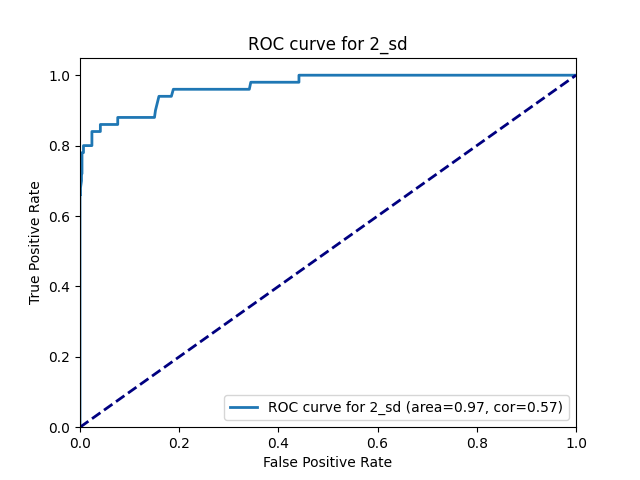 ROC curve for 2_sd
1.0
0.8
0.6
0.4
0.2
0.0
True Positive Rate
ROC curve for 2_sd (area=0.97, cor=0.57)
0.0 0.2 0.4 0.6 0.8 1.0
False Positive Rate